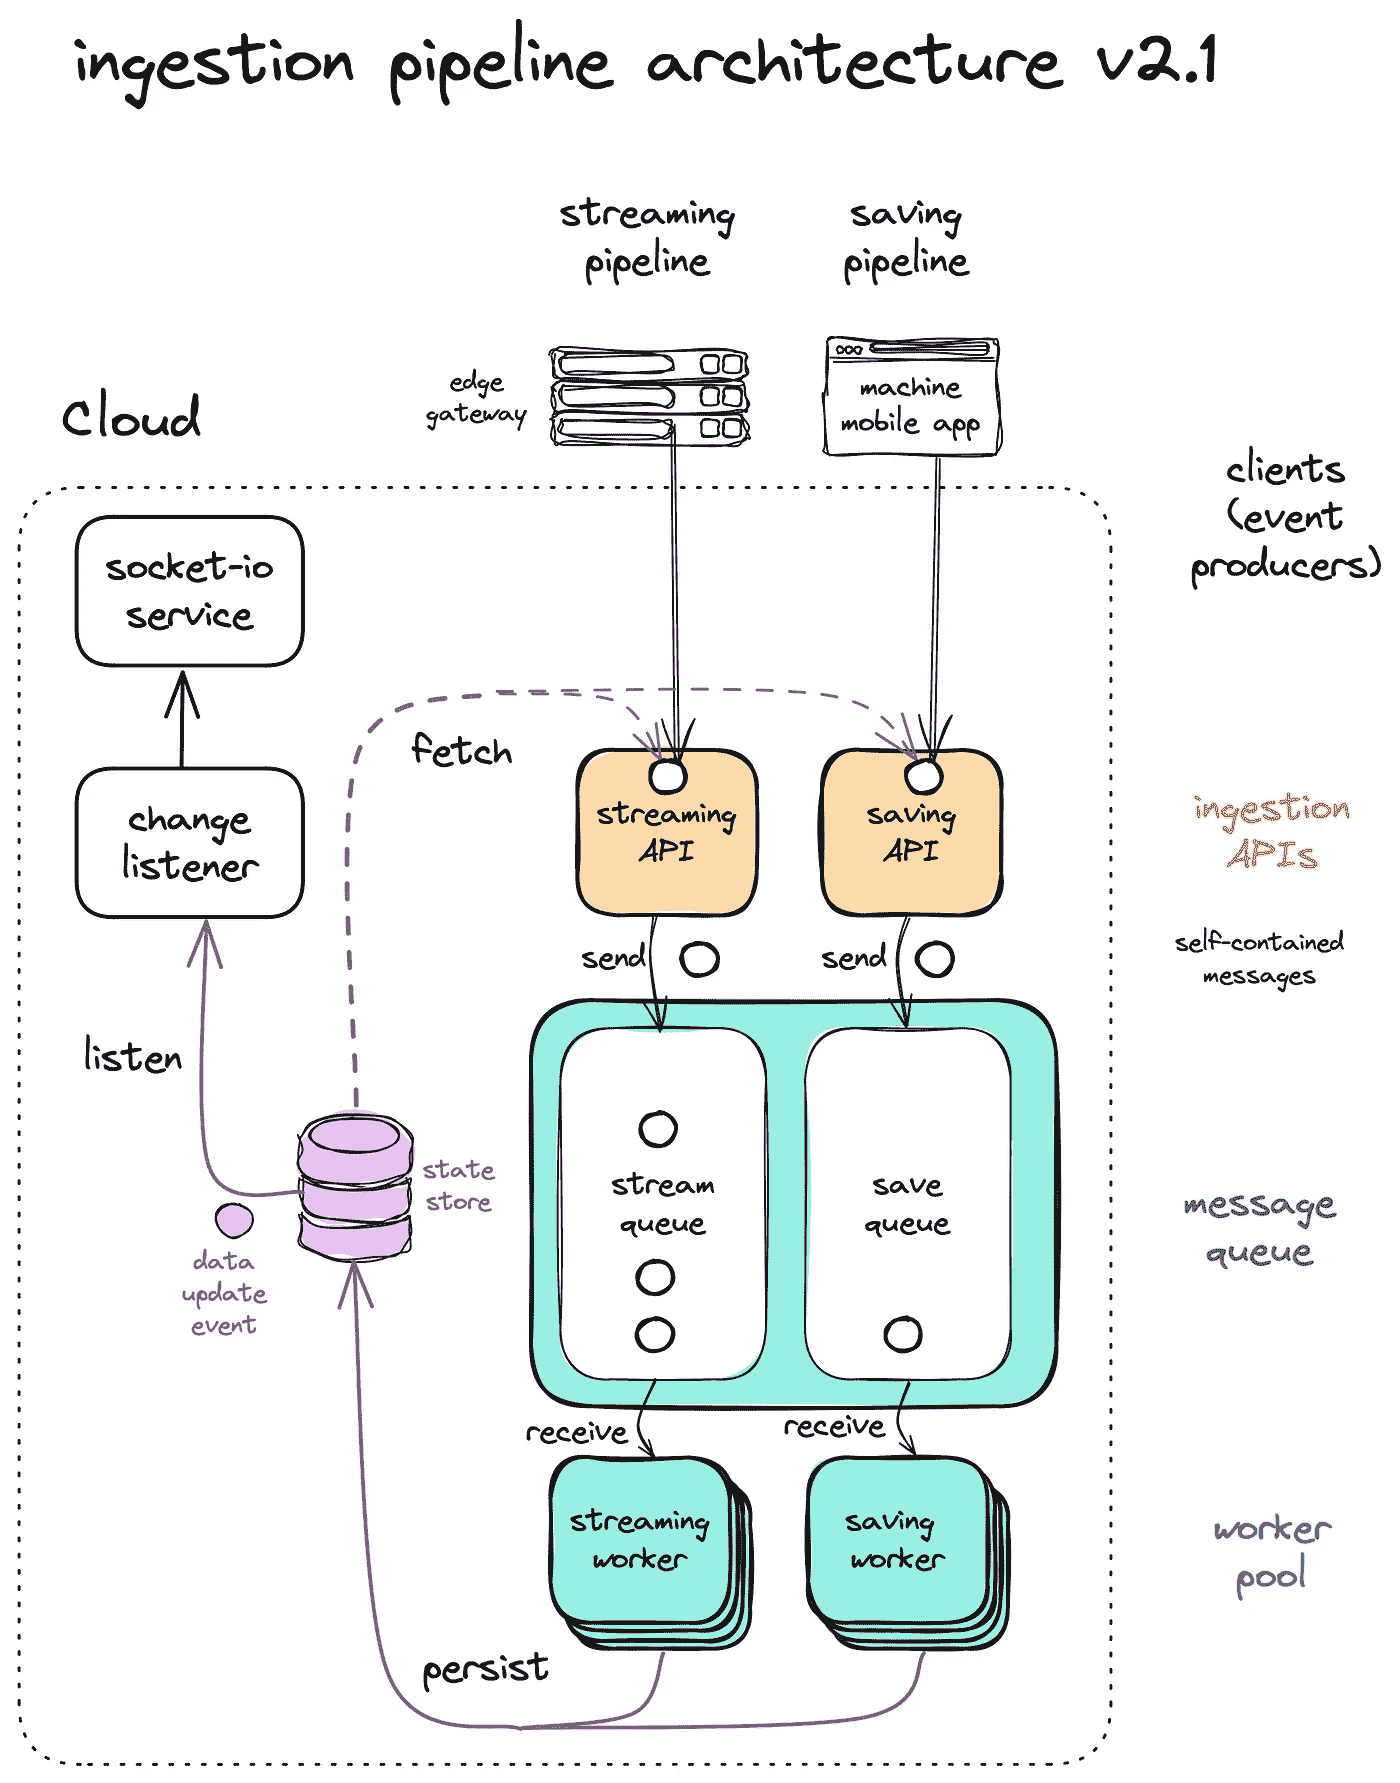 ingestion pipeline architecture v2.1
streaming
pipeline
saving
pipeline
edge
gateway
machine
mobile app
Cloud
clients
(event
producers)
socket-io
service
fetch
change
listener
streaming
API
saving
API
ingestion
APIs
send
send
self-contained
messages
listen
state
store
data
update
event
stream
queue
save
queue
message
queue
receive
receive
streaming
worker
saving
worker
worker
pool
persist